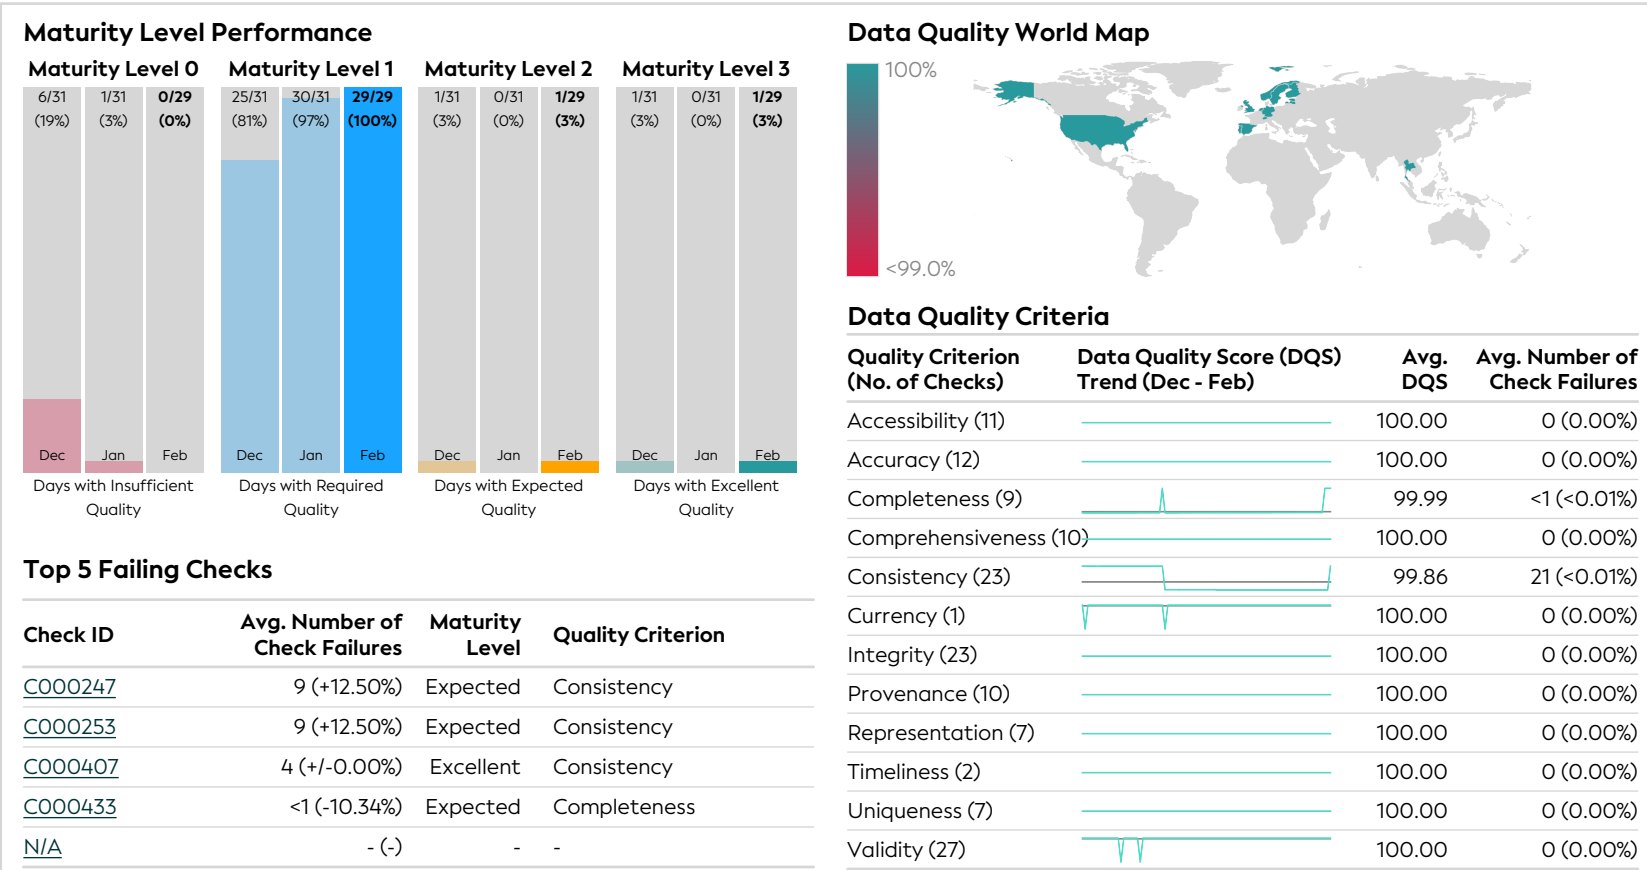 Maturity Level Performance
Maturity Level 0
6/31 1/31 0/29
(19%) (3%) (0%)
Dec Jan Feb
Days with Insufficient
Quality
Maturity Level 1
25/31 30/31 29/29
(81%) (97%) (100%)
Dec Jan Feb
Days with Required
Quality
Maturity Level 2
1/31 0/31 1/29
(3%) (0%) (3%)
Dec Jan Feb
Days with Expected
Quality
Maturity Level 3
1/31 0/31 1/29
(3%) (0%) (3%)
Dec Jan Feb
Days with Excellent
Quality
Top 5 Failing Checks
Check ID Avg. Number of Check Failures Maturity Level Quality Criterion
C000247 9 (+12.50%) Expected Consistency
C000253 9 (+12.50%) Expected Consistency
C000407 4 (+/-0.00%) Excellent Consistency
C000433 <1 (-10.34%) Expected Completeness
N/A - (-) - -
Data Quality World Map
100%
<99.0%
Data Quality Criteria
Quality Criterion (No. of Checks) Data Quality Score (DQS) Trend (Dec - Feb) Avg. DQS Avg. Number of Check Failures
Accessibility (11) 100.00 0 (0.00%)
Accuracy (12) 100.00 0 (0.00%)
Completeness (9) 99.99 <1 (<0.01%)
Comprehensiveness (10) 100.00 0 (0.00%)
Consistency (23) 99.86 21 (<0.01%)
Currency (1) 100.00 0 (0.00%)
Integrity (23) 100.00 0 (0.00%)
Provenance (10) 100.00 0 (0.00%)
Representation (7) 100.00 0 (0.00%)
Timeliness (2) 100.00 0 (0.00%)
Uniqueness (7) 100.00 0 (0.00%)
Validity (27) 100.00 0 (0.00%)